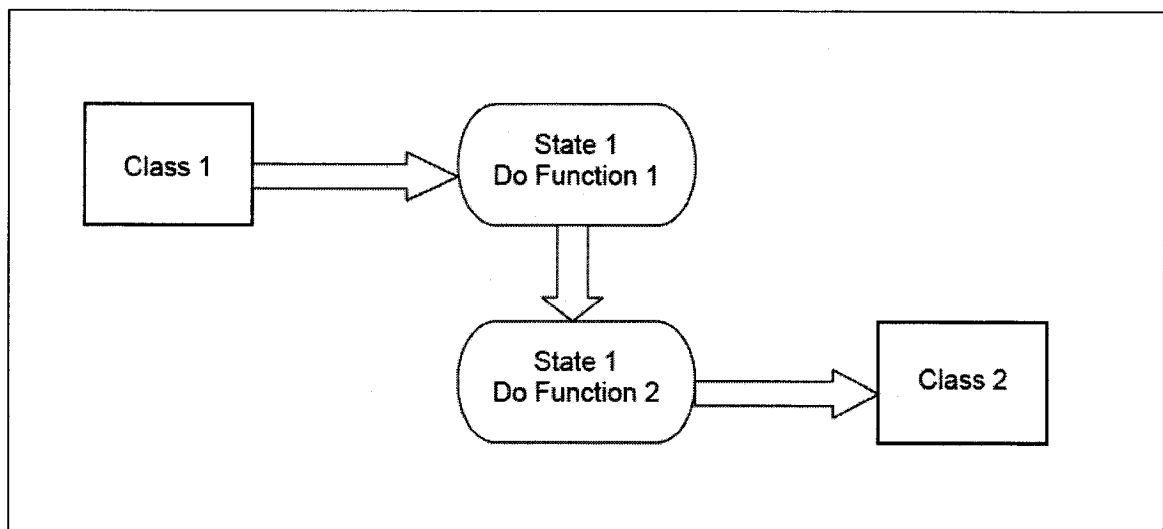 Class 1
State 1
Do Function 1
State 1
Do Function 2
Class 2